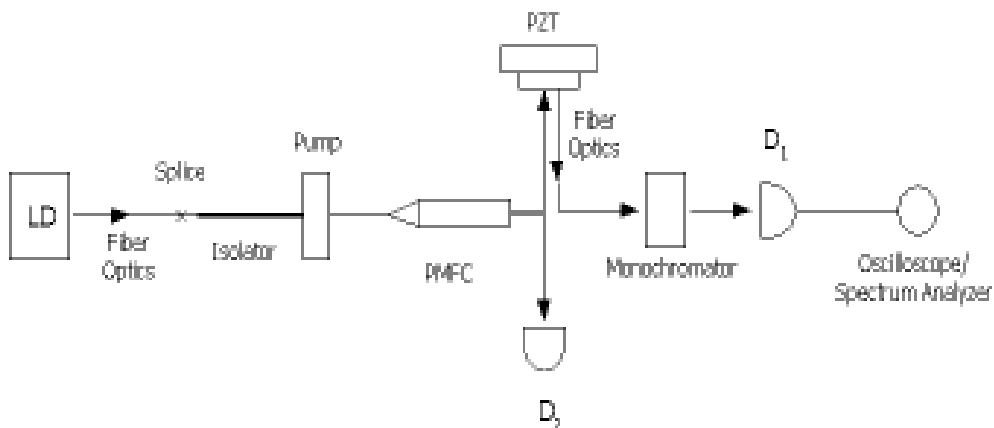 PZT
Fiber
Optics
D1
Pump
Splice
LD
Fiber
Optics
Isolator
PMFC
Monochromator
Oscilloscope/
Spectrum Analyzer
D2